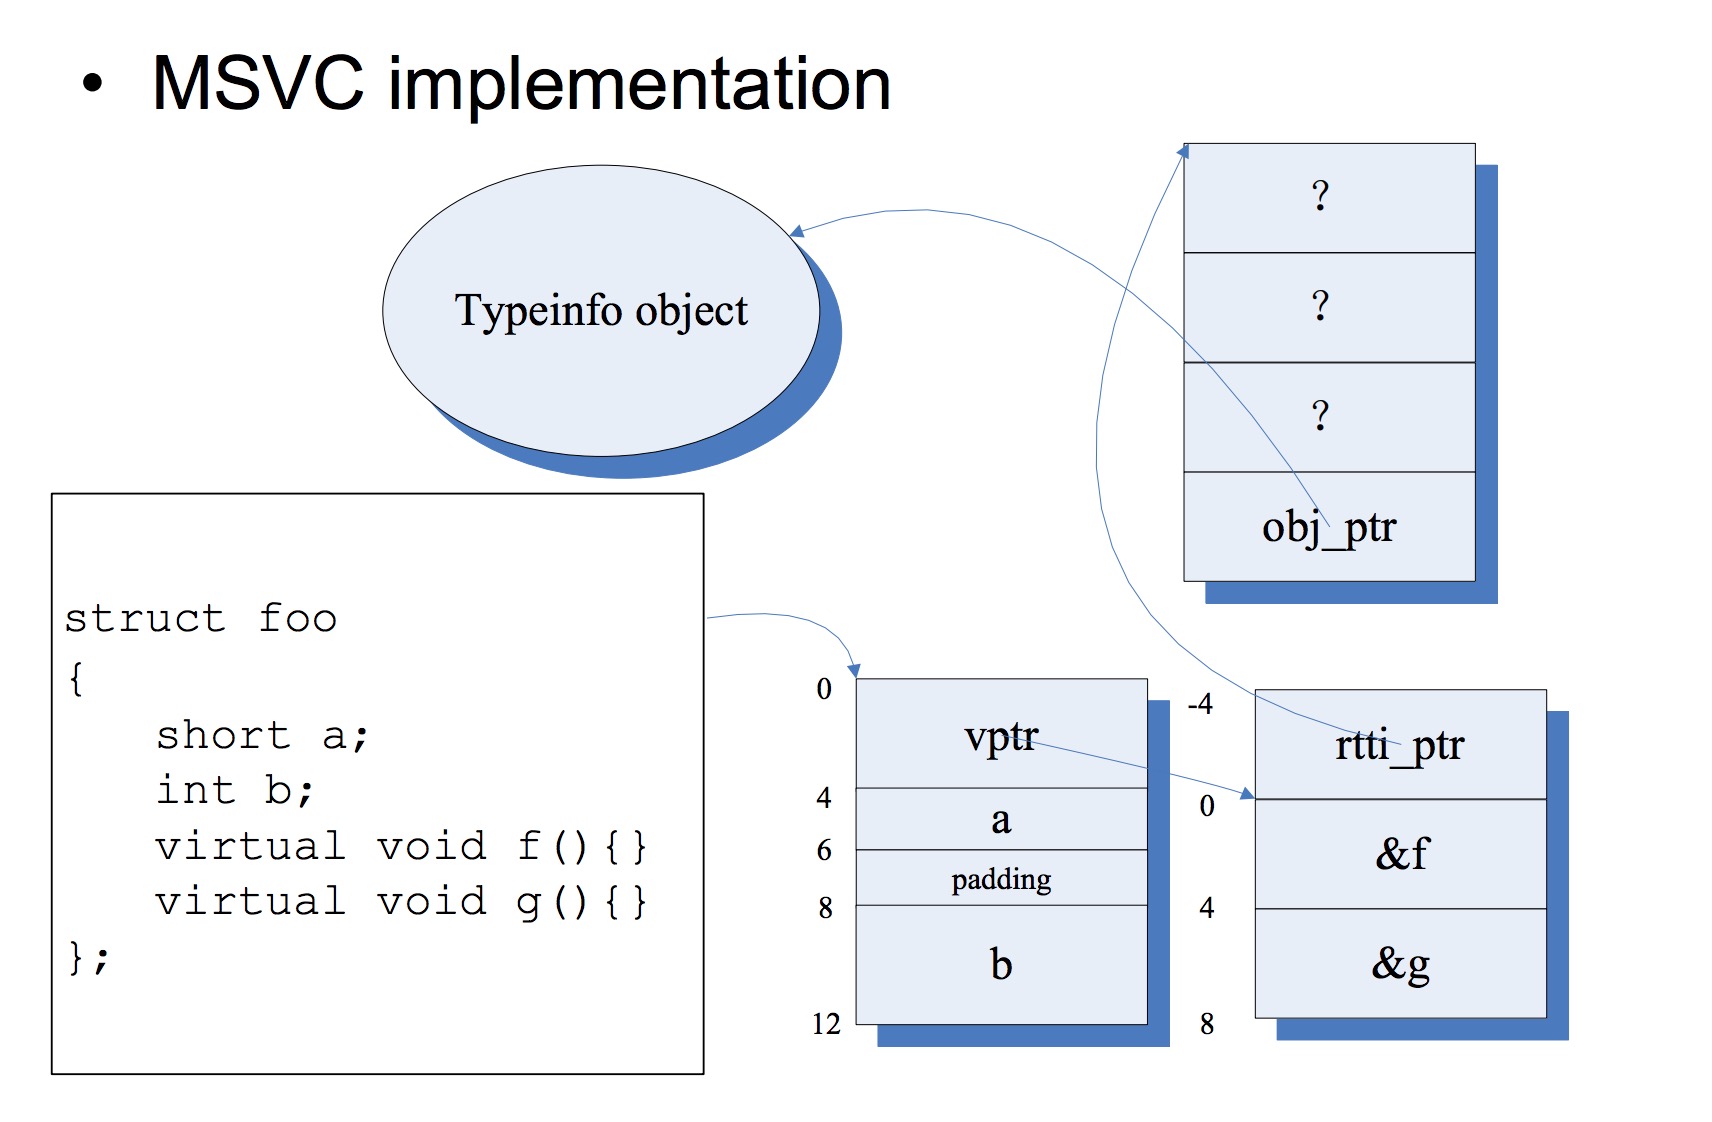 • MSVC implementation
Typeinfo object
?
?
?
obj_ptr
struct foo
{
    short a;
    int b;
    virtual void f(){}
    virtual void g(){}
};
0
vptr
4
a
6
padding
8
b
12
-4
rtti_ptr
0
&f
4
&g
8